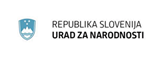 REPUBLIKA SLOVENIJA
URAD ZA NARODNOSTI